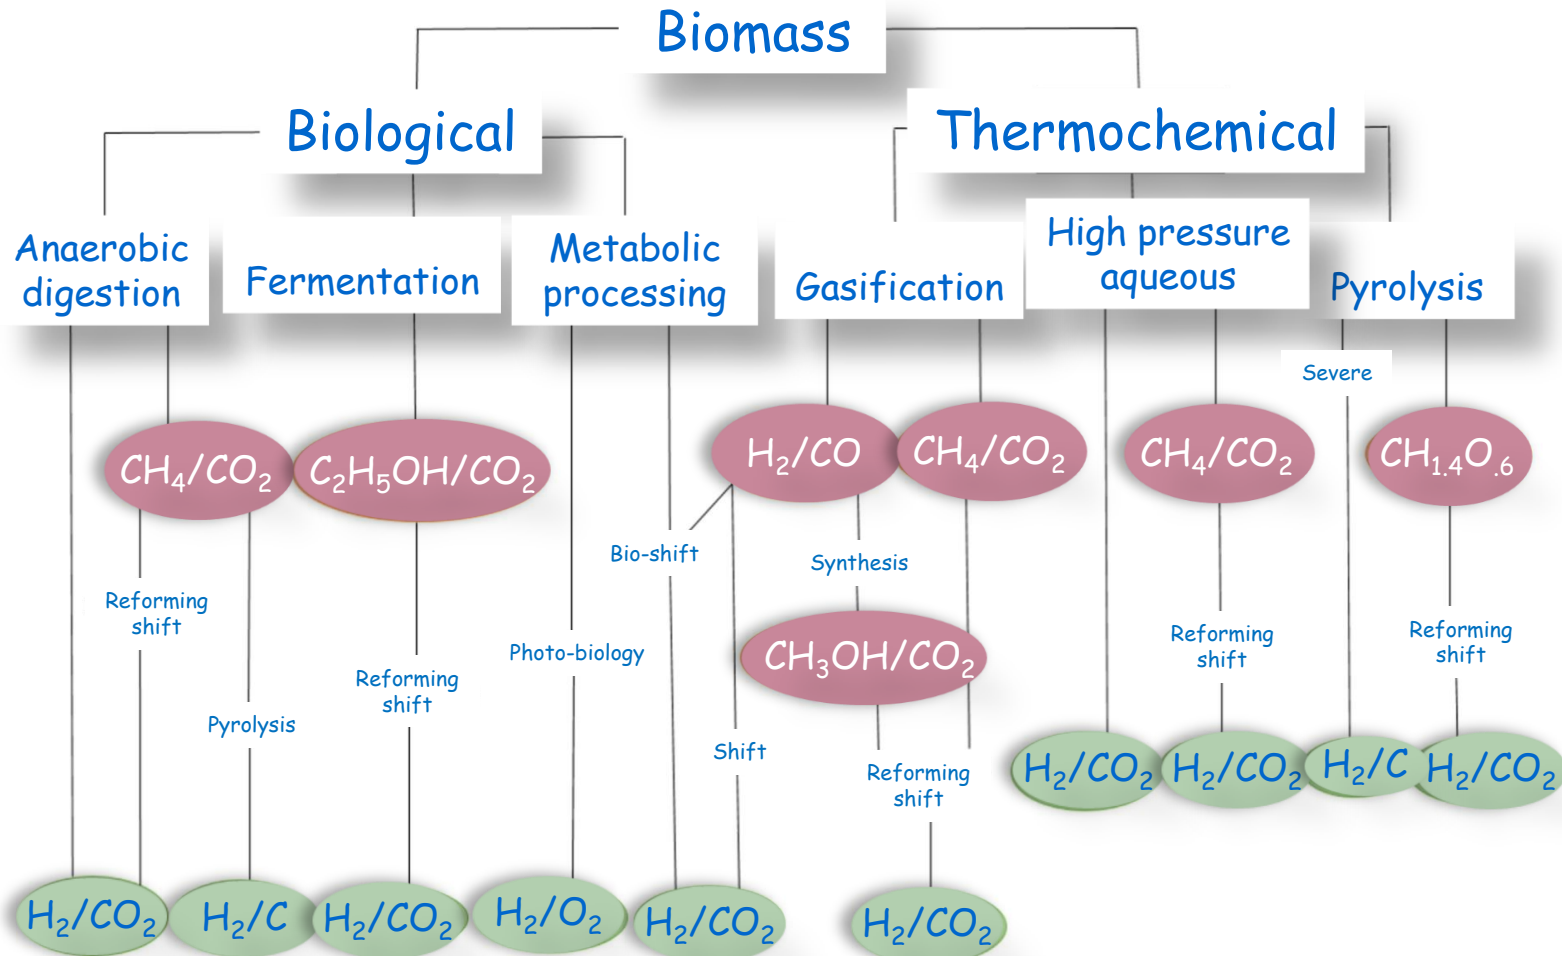 Biomass
Biological
Thermochemical
Anaerobic
digestion
Fermentation
Metabolic
processing
Gasification
High pressure
aqueous
Pyrolysis
Severe
CH₄/CO₂
C₂H₅OH/CO₂
H₂/CO
CH₄/CO₂
CH₄/CO₂
CH₁.₄O.₆
Bio-shift
Synthesis
Reforming
shift
Photo-biology
CH₃OH/CO₂
Reforming
shift
Reforming
shift
Reforming
shift
Pyrolysis
Shift
Reforming
shift
H₂/CO₂
H₂/CO₂
H₂/C
H₂/CO₂
H₂/CO₂
H₂/C
H₂/CO₂
H₂/O₂
H₂/CO₂
H₂/CO₂